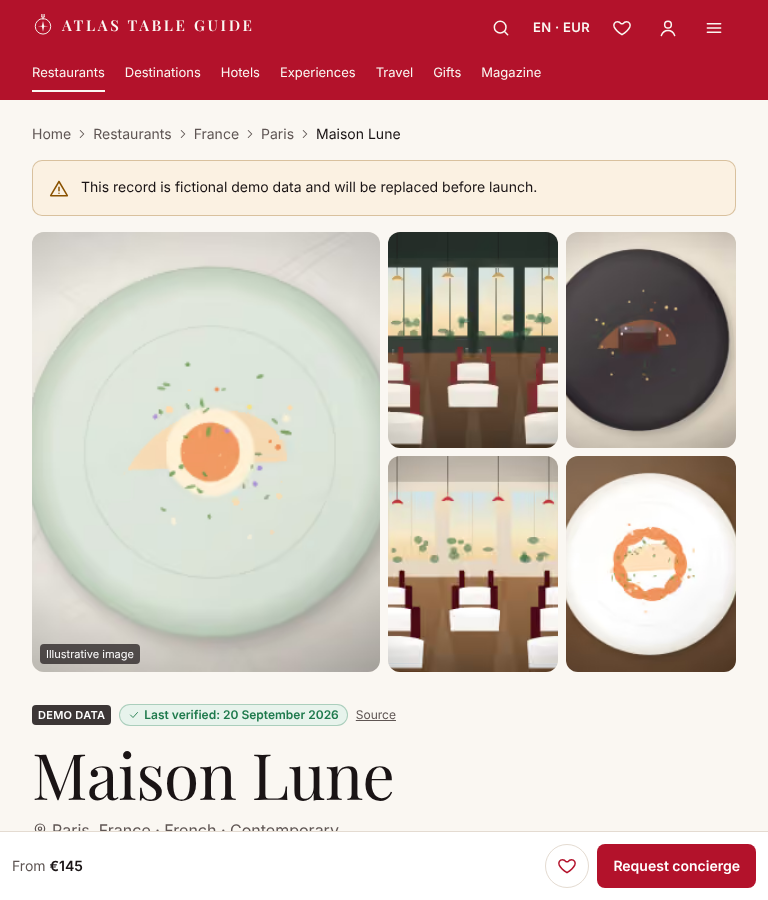 ATLAS TABLE GUIDE
EN · EUR
Restaurants Destinations Hotels Experiences Travel Gifts Magazine
Home > Restaurants > France > Paris > Maison Lune
This record is fictional demo data and will be replaced before launch.
Illustrative image
DEMO DATA Last verified: 20 September 2026 Source
Maison Lune
Paris, France · French · Contemporary
From €145
Request concierge